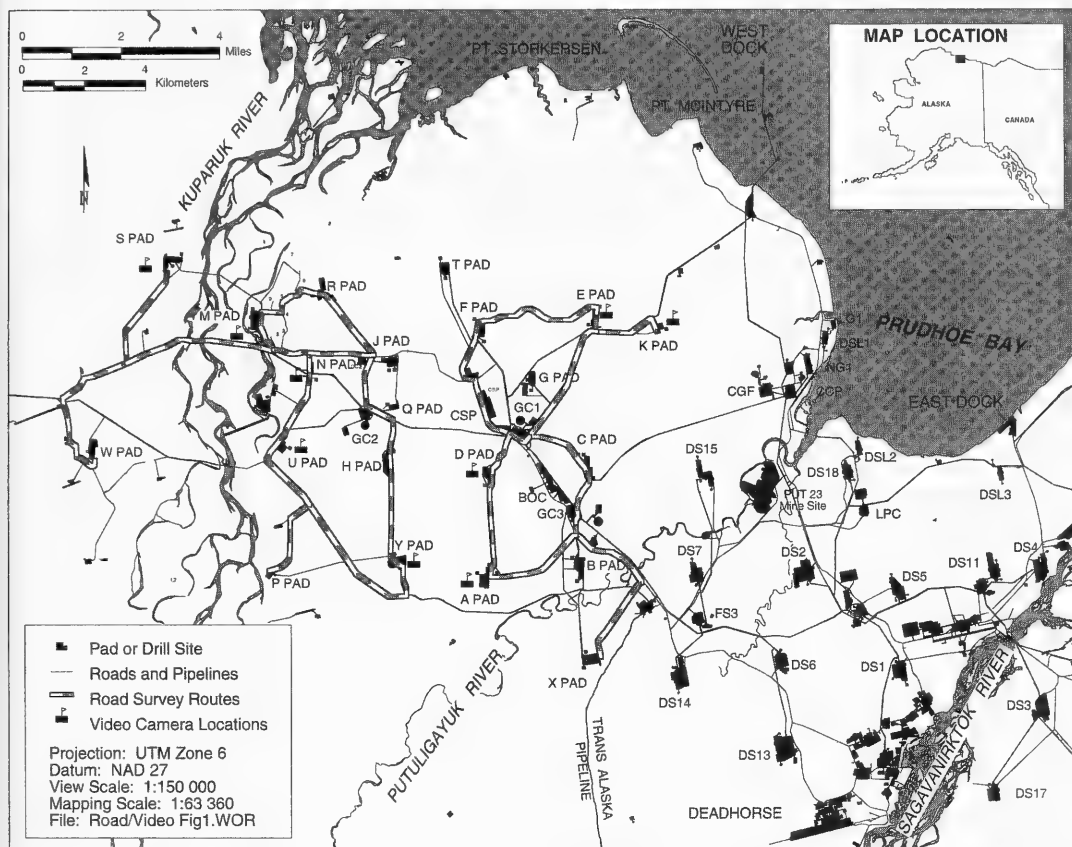 0 2 4 Miles
0 2 4 Kilometers
N
MAP LOCATION
ALASKA
CANADA
PT. STORKERSEN
WEST DOCK
PT. MCINTYRE
KUPARUK RIVER
S PAD
T PAD
R PAD
F PAD
E PAD
M PAD
K PAD
J PAD
N PAD
LG1
DSL1
PRUDHOE BAY
NG1
CGF
CCP
G PAD
CSP
CSP
GC1
Q PAD
GC2
EAST DOCK
W PAD
U PAD
H PAD
D PAD
C PAD
DS15
DS18
DSL2
PUT 23
Mine Site
DSL3
LPC
BOC
GC3
P PAD
Y PAD
A PAD
B PAD
DS7
DS2
DS5
DS11
DS4
FS3
X PAD
DS14
DS6
DS1
DS3
DS13
DS17
PUTULIGAYUK RIVER
TRANS ALASKA
PIPELINE
DEADHORSE
SAGAVANIRKTOK RIVER
Pad or Drill Site
Roads and Pipelines
Road Survey Routes
Video Camera Locations
Projection: UTM Zone 6
Datum: NAD 27
View Scale: 1:150 000
Mapping Scale: 1:63 360
File: Road/Video Fig1.WOR